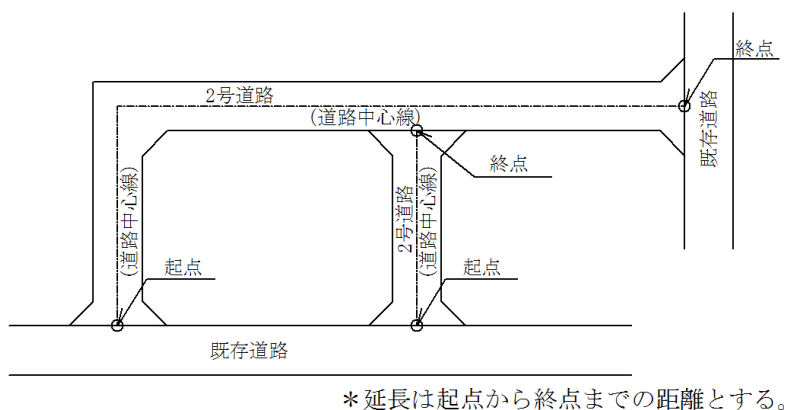 終点
2号道路
(道路中心線)
既存道路
終点
(道路中心線)
2号道路
(道路中心線)
起点
起点
既存道路
＊延長は起点から終点までの距離とする。